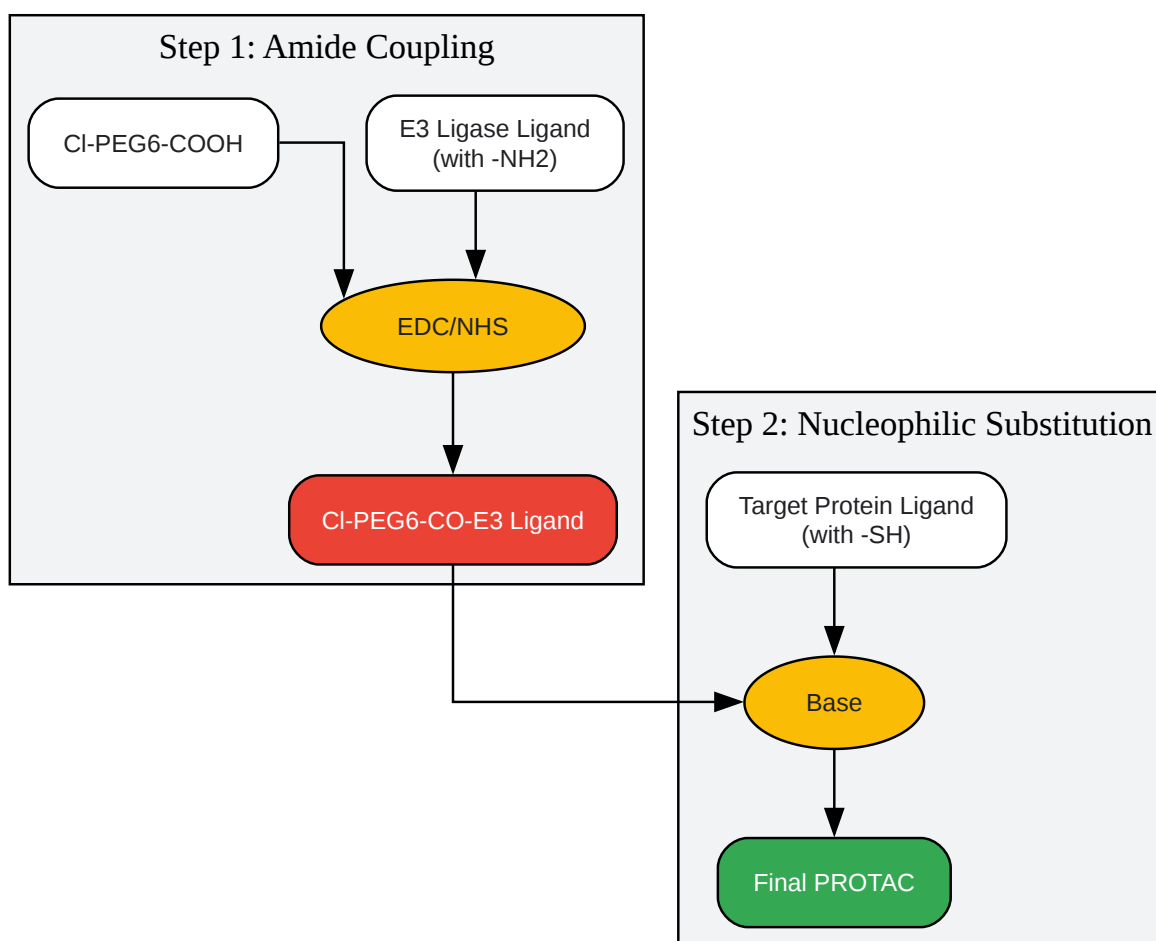 Step 1: Amide Coupling
Cl-PEG6-COOH
E3 Ligase Ligand
(with -NH2)
EDC/NHS
Cl-PEG6-CO-E3 Ligand
Step 2: Nucleophilic Substitution
Target Protein Ligand
(with -SH)
Base
Final PROTAC